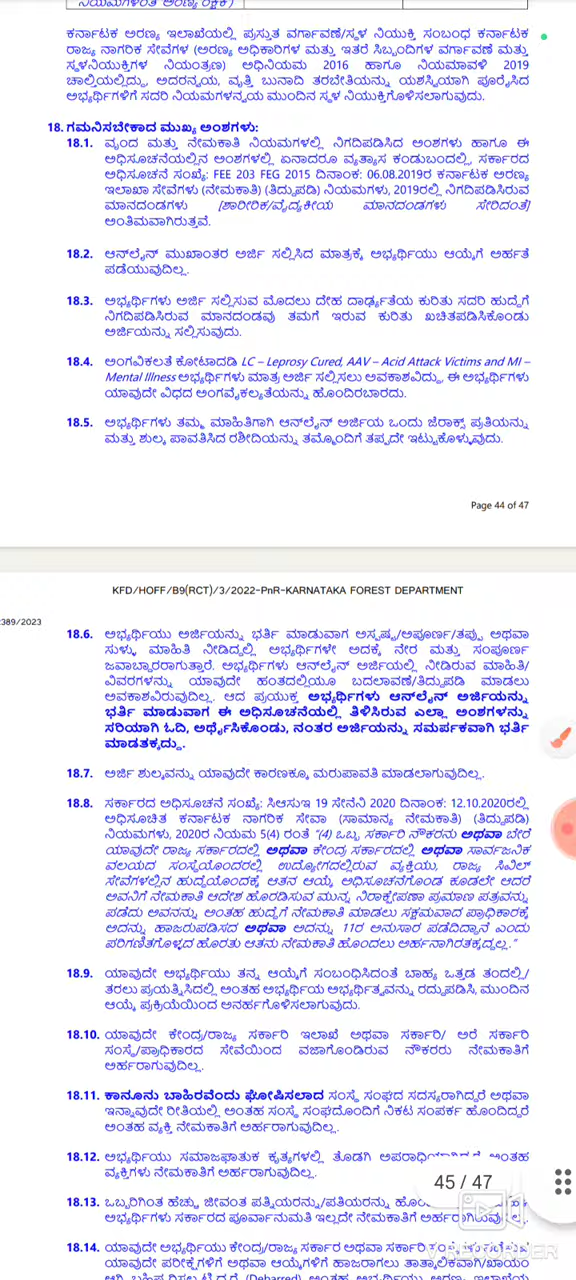 ನಿಯಮಗಳಂತೆ ಅರಣ್ಯ ರಕ್ಷಕ)
ಕರ್ನಾಟಕ ಅರಣ್ಯ ಇಲಾಖೆಯಲ್ಲಿ ಪ್ರಸ್ತುತ ವರ್ಗಾವಣೆ/ಸ್ಥಳ ನಿಯುಕ್ತಿ ಸಂಬಂಧ ಕರ್ನಾಟಕ
ರಾಜ್ಯ ನಾಗರಿಕ ಸೇವೆಗಳ (ಅರಣ್ಯ ಅಧಿಕಾರಿಗಳ ಮತ್ತು ಇತರೆ ಸಿಬ್ಬಂದಿಗಳ ವರ್ಗಾವಣೆ ಮತ್ತು
ಸ್ಥಳನಿಯುಕ್ತಿಗಳ ನಿಯಂತ್ರಣ) ಅಧಿನಿಯಮ 2016 ಹಾಗೂ ನಿಯಮಾವಳಿ 2019
ಚಾಲ್ತಿಯಲ್ಲಿದ್ದು, ಅದರನ್ವಯ, ವೃತ್ತಿ ಬುನಾದಿ ತರಬೇತಿಯನ್ನು ಯಶಸ್ವಿಯಾಗಿ ಪೂರೈಸಿದ
ಅಭ್ಯರ್ಥಿಗಳಿಗೆ ಸದರಿ ನಿಯಮಗಳನ್ವಯ ಮುಂದಿನ ಸ್ಥಳ ನಿಯುಕ್ತಿಗೊಳಿಸಲಾಗುವುದು.
18. ಗಮನಿಸಬೇಕಾದ ಮುಖ್ಯ ಅಂಶಗಳು:
18.1. ವೃಂದ ಮತ್ತು ನೇಮಕಾತಿ ನಿಯಮಗಳಲ್ಲಿ ನಿಗದಿಪಡಿಸಿದ ಅಂಶಗಳು ಹಾಗೂ ಈ
ಅಧಿಸೂಚನೆಯಲ್ಲಿನ ಅಂಶಗಳಲ್ಲಿ ಏನಾದರೂ ವ್ಯತ್ಯಾಸ ಕಂಡುಬಂದಲ್ಲಿ, ಸರ್ಕಾರದ
ಅಧಿಸೂಚನೆ ಸಂಖ್ಯೆ: FEE 203 FEG 2015 ದಿನಾಂಕ: 06.08.2019ರ ಕರ್ನಾಟಕ ಅರಣ್ಯ
ಇಲಾಖಾ ಸೇವೆಗಳು (ನೇಮಕಾತಿ) (ತಿದ್ದುಪಡಿ) ನಿಯಮಗಳು, 2019ರಲ್ಲಿ ನಿಗದಿಪಡಿಸಿರುವ
ಮಾನದಂಡಗಳು [ಶಾರೀರಿಕ/ವೈದ್ಯಕೀಯ ಮಾನದಂಡಗಳು ಸೇರಿದಂತೆ]
ಅಂತಿಮವಾಗಿರುತ್ತವೆ.
18.2. ಆನ್‌ಲೈನ್ ಮುಖಾಂತರ ಅರ್ಜಿ ಸಲ್ಲಿಸಿದ ಮಾತ್ರಕ್ಕೆ ಅಭ್ಯರ್ಥಿಯು ಆಯ್ಕೆಗೆ ಅರ್ಹತೆ
ಪಡೆಯುವುದಿಲ್ಲ.
18.3. ಅಭ್ಯರ್ಥಿಗಳು ಅರ್ಜಿ ಸಲ್ಲಿಸುವ ಮೊದಲು ದೇಹ ದಾರ್ಢ್ಯತೆಯ ಕುರಿತು ಸದರಿ ಹುದ್ದೆಗೆ
ನಿಗದಿಪಡಿಸಿರುವ ಮಾನದಂಡವು ತಮಗೆ ಇರುವ ಕುರಿತು ಖಚಿತಪಡಿಸಿಕೊಂಡು
ಅರ್ಜಿಯನ್ನು ಸಲ್ಲಿಸುವುದು.
18.4. ಅಂಗವಿಕಲತೆ ಕೋಟಾದಡಿ LC – Leprosy Cured, AAV – Acid Attack Victims and MI –
Mental Illness ಅಭ್ಯರ್ಥಿಗಳು ಮಾತ್ರ ಅರ್ಜಿ ಸಲ್ಲಿಸಲು ಅವಕಾಶವಿದ್ದು, ಈ ಅಭ್ಯರ್ಥಿಗಳು
ಯಾವುದೇ ವಿಧದ ಅಂಗವೈಕಲ್ಯತೆಯನ್ನು ಹೊಂದಿರಬಾರದು.
18.5. ಅಭ್ಯರ್ಥಿಗಳು ತಮ್ಮ ಮಾಹಿತಿಗಾಗಿ ಆನ್‌ಲೈನ್ ಅರ್ಜಿಯ ಒಂದು ಜೆರಾಕ್ಸ್ ಪ್ರತಿಯನ್ನು
ಮತ್ತು ಶುಲ್ಕ ಪಾವತಿಸಿದ ರಶೀದಿಯನ್ನು ತಮ್ಮೊಂದಿಗೆ ತಪ್ಪದೇ ಇಟ್ಟುಕೊಳ್ಳುವುದು.
Page 44 of 47
KFD/HOFF/B9(RCT)/3/2022-PnR-KARNATAKA FOREST DEPARTMENT
389/2023
18.6. ಅಭ್ಯರ್ಥಿಯು ಅರ್ಜಿಯನ್ನು ಭರ್ತಿ ಮಾಡುವಾಗ ಅಸ್ಪಷ್ಟ/ಅಪೂರ್ಣ/ತಪ್ಪು ಅಥವಾ
ಸುಳ್ಳು ಮಾಹಿತಿ ನೀಡಿದ್ದಲ್ಲಿ ಅಭ್ಯರ್ಥಿಗಳೇ ಅದಕ್ಕೆ ನೇರ ಮತ್ತು ಸಂಪೂರ್ಣ
ಜವಾಬ್ದಾರರಾಗುತ್ತಾರೆ. ಅಭ್ಯರ್ಥಿಗಳು ಆನ್‌ಲೈನ್ ಅರ್ಜಿಯಲ್ಲಿ ನೀಡಿರುವ ಮಾಹಿತಿ/
ವಿವರಗಳನ್ನು ಯಾವುದೇ ಹಂತದಲ್ಲಿಯೂ ಬದಲಾವಣೆ/ತಿದ್ದುಪಡಿ ಮಾಡಲು
ಅವಕಾಶವಿರುವುದಿಲ್ಲ. ಆದ ಪ್ರಯುಕ್ತ ಅಭ್ಯರ್ಥಿಗಳು ಆನ್‌ಲೈನ್ ಅರ್ಜಿಯನ್ನು
ಭರ್ತಿ ಮಾಡುವಾಗ ಈ ಅಧಿಸೂಚನೆಯಲ್ಲಿ ತಿಳಿಸಿರುವ ಎಲ್ಲಾ ಅಂಶಗಳನ್ನು
ಸರಿಯಾಗಿ ಓದಿ, ಅರ್ಥೈಸಿಕೊಂಡು, ನಂತರ ಅರ್ಜಿಯನ್ನು ಸಮರ್ಪಕವಾಗಿ ಭರ್ತಿ
ಮಾಡತಕ್ಕದ್ದು.
18.7. ಅರ್ಜಿ ಶುಲ್ಕವನ್ನು ಯಾವುದೇ ಕಾರಣಕ್ಕೂ ಮರುಪಾವತಿ ಮಾಡಲಾಗುವುದಿಲ್ಲ.
18.8. ಸರ್ಕಾರದ ಅಧಿಸೂಚನೆ ಸಂಖ್ಯೆ: ಸಿಆಸುಇ 19 ಸೇನೆನಿ 2020 ದಿನಾಂಕ: 12.10.2020ರಲ್ಲಿ
ಅಧಿಸೂಚಿತ ಕರ್ನಾಟಕ ನಾಗರಿಕ ಸೇವಾ (ಸಾಮಾನ್ಯ ನೇಮಕಾತಿ) (ತಿದ್ದುಪಡಿ)
ನಿಯಮಗಳು, 2020ರ ನಿಯಮ 5(4) ರಂತೆ "(4) ಒಬ್ಬ ಸರ್ಕಾರಿ ನೌಕರನು ಅಥವಾ ಬೇರೆ
ಯಾವುದೇ ರಾಜ್ಯ ಸರ್ಕಾರದಲ್ಲಿ ಅಥವಾ ಕೇಂದ್ರ ಸರ್ಕಾರದಲ್ಲಿ ಅಥವಾ ಸಾರ್ವಜನಿಕ
ವಲಯದ ಸಂಸ್ಥೆಯೊಂದರಲ್ಲಿ ಉದ್ಯೋಗದಲ್ಲಿರುವ ವ್ಯಕ್ತಿಯು, ರಾಜ್ಯ ಸಿವಿಲ್
ಸೇವೆಗಳಲ್ಲಿನ ಹುದ್ದೆಯೊಂದಕ್ಕೆ ಆತನ ಆಯ್ಕೆ ಅಧಿಸೂಚನೆಗೊಂಡ ಕೂಡಲೇ ಆದರೆ
ಅವನಿಗೆ ನೇಮಕಾತಿ ಆದೇಶ ಹೊರಡಿಸುವ ಮುನ್ನ ನಿರಾಕ್ಷೇಪಣಾ ಪ್ರಮಾಣ ಪತ್ರವನ್ನು
ಪಡೆದು ಅವನನ್ನು ಅಂತಹ ಹುದ್ದೆಗೆ ನೇಮಕಾತಿ ಮಾಡಲು ಸಕ್ಷಮವಾದ ಪ್ರಾಧಿಕಾರಕ್ಕೆ
ಅದನ್ನು ಹಾಜರುಪಡಿಸದ ಅಥವಾ ಅದನ್ನು 11ರ ಅನುಸಾರ ಪಡೆದಿದ್ದಾನೆ ಎಂದು
ಪರಿಗಣಿತಗೊಳ್ಳದ ಹೊರತು ಆತನು ನೇಮಕಾತಿ ಹೊಂದಲು ಅರ್ಹನಾಗಿರತಕ್ಕದ್ದಲ್ಲ."
18.9. ಯಾವುದೇ ಅಭ್ಯರ್ಥಿಯು ತನ್ನ ಆಯ್ಕೆಗೆ ಸಂಬಂಧಿಸಿದಂತೆ ಬಾಹ್ಯ ಒತ್ತಡ ತಂದಲ್ಲಿ/
ತರಲು ಪ್ರಯತ್ನಿಸಿದಲ್ಲಿ ಅಂತಹ ಅಭ್ಯರ್ಥಿಯ ಅಭ್ಯರ್ಥಿತ್ವವನ್ನು ರದ್ದುಪಡಿಸಿ, ಮುಂದಿನ
ಆಯ್ಕೆ ಪ್ರಕ್ರಿಯೆಯಿಂದ ಅನರ್ಹಗೊಳಿಸಲಾಗುವುದು.
18.10. ಯಾವುದೇ ಕೇಂದ್ರ/ರಾಜ್ಯ ಸರ್ಕಾರಿ ಇಲಾಖೆ ಅಥವಾ ಸರ್ಕಾರಿ/ ಅರೆ ಸರ್ಕಾರಿ
ಸಂಸ್ಥೆ/ಪ್ರಾಧಿಕಾರದ ಸೇವೆಯಿಂದ ವಜಾಗೊಂಡಿರುವ ನೌಕರರು ನೇಮಕಾತಿಗೆ
ಅರ್ಹರಾಗುವುದಿಲ್ಲ.
18.11. ಕಾನೂನು ಬಾಹಿರವೆಂದು ಘೋಷಿಸಲಾದ ಸಂಸ್ಥೆ ಸಂಘದ ಸದಸ್ಯರಾಗಿದ್ದರೆ ಅಥವಾ
ಇನ್ನಾವುದೇ ರೀತಿಯಲ್ಲಿ ಅಂತಹ ಸಂಸ್ಥೆ ಸಂಘದೊಂದಿಗೆ ನಿಕಟ ಸಂಪರ್ಕ ಹೊಂದಿದ್ದರೆ
ಅಂತಹ ವ್ಯಕ್ತಿ ನೇಮಕಾತಿಗೆ ಅರ್ಹರಾಗುವುದಿಲ್ಲ.
18.12. ಅಭ್ಯರ್ಥಿಯು ಸಮಾಜಘಾತುಕ ಕೃತ್ಯಗಳಲ್ಲಿ ತೊಡಗಿ ಅಂತಹ
ವ್ಯಕ್ತಿಗಳು ನೇಮಕಾತಿಗೆ ಅರ್ಹರಾಗುವುದಿಲ್ಲ.
45 / 47
18.13. ಒಬ್ಬರಿಗಿಂತ ಹೆಚ್ಚು ಜೀವಂತ ಪತ್ನಿಯರನ್ನು/ಪತಿಯರನ್ನು
ಅಭ್ಯರ್ಥಿಗಳು ಸರ್ಕಾರದ ಪೂರ್ವಾನುಮತಿ ಇಲ್ಲದೇ ನೇಮಕಾತಿಗೆ
18.14. ಯಾವುದೇ ಅಭ್ಯರ್ಥಿಯು ಕೇಂದ್ರ/ರಾಜ್ಯ ಸರ್ಕಾರ ಅಥವಾ ಸರ್ಕಾರಿ
ಯಾವುದೇ ಪರೀಕ್ಷೆಗಳಿಗೆ ಅಥವಾ ಆಯ್ಕೆಗಳಿಗೆ ಹಾಜರಾಗಲು ತಾತ್ಕಾಲಿಕವಾಗಿ/ಖಾಯಂ
V RECORDER
(Debarred) ಅಂತಹ